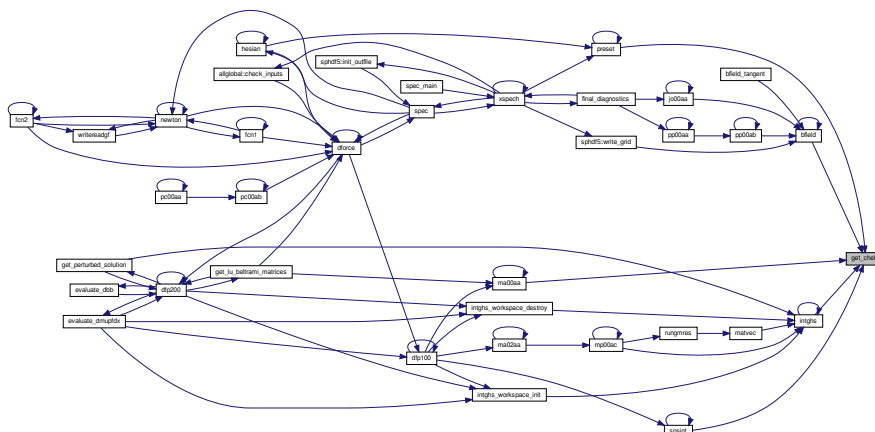 hesian
preset
sphdf5::init_outfile
allglobal::check_inputs
bfield_tangent
spec_main
xspech
final_diagnostics
jo00aa
spec
fcn2
newton
writereadgf
fcn1
dforce
sphdf5::write_grid
pp00aa
pp00ab
bfield
pc00aa
pc00ab
get_perturbed_solution
get_lu_beltrami_matrices
evaluate_dbb
dfp200
ma00aa
evaluate_dmupfdx
intghs_workspace_destroy
intghs
rungmres
matvec
ma02aa
mp00ac
dfp100
intghs_workspace_init